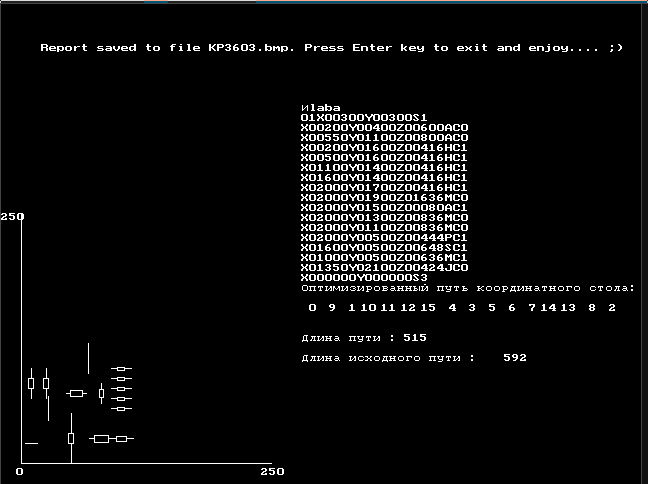 Report saved to file KP3603.bmp. Press Enter key to exit and enjoy.... ;)
Иlaba
01X00300Y00300S1
X00200Y00400Z00600AC0
X00550Y01100Z00800AC0
X00200Y01600Z00416HC1
X00500Y01600Z00416HC1
X01100Y01400Z00416HC1
X01600Y01400Z00416HC1
X02000Y01700Z00416HC1
X02000Y01900Z01636MC0
X02000Y01500Z00080AC1
X02000Y01300Z00836MC0
X02000Y01100Z00836MC0
X02000Y00500Z00444PC1
X01600Y00500Z00648SC1
X01000Y00500Z00636MC1
X01350Y02100Z00424JC0
X000000Y000000S3
Оптимизированный путь координатного стола:
0 9 1 10 11 12 15 4 3 5 6 7 14 13 8 2
Длина пути : 515
Длина исходного пути : 592
250
0 250